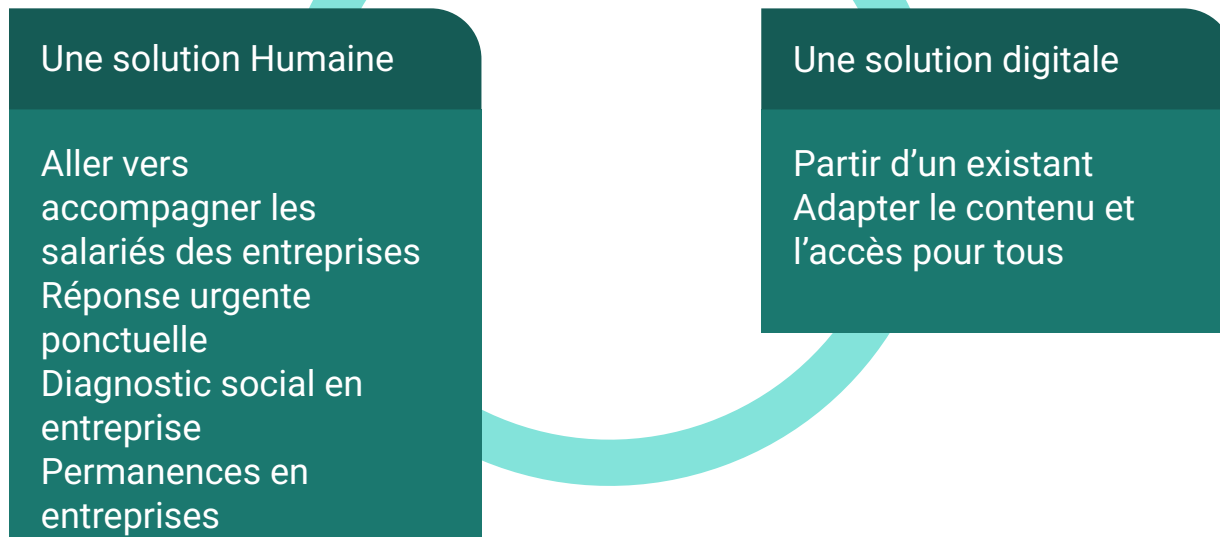 Une solution Humaine
Aller vers
accompagner les
salariés des entreprises
Réponse urgente
ponctuelle
Diagnostic social en
entreprise
Permanences en
entreprises
Une solution digitale
Partir d’un existant
Adapter le contenu et
l’accès pour tous